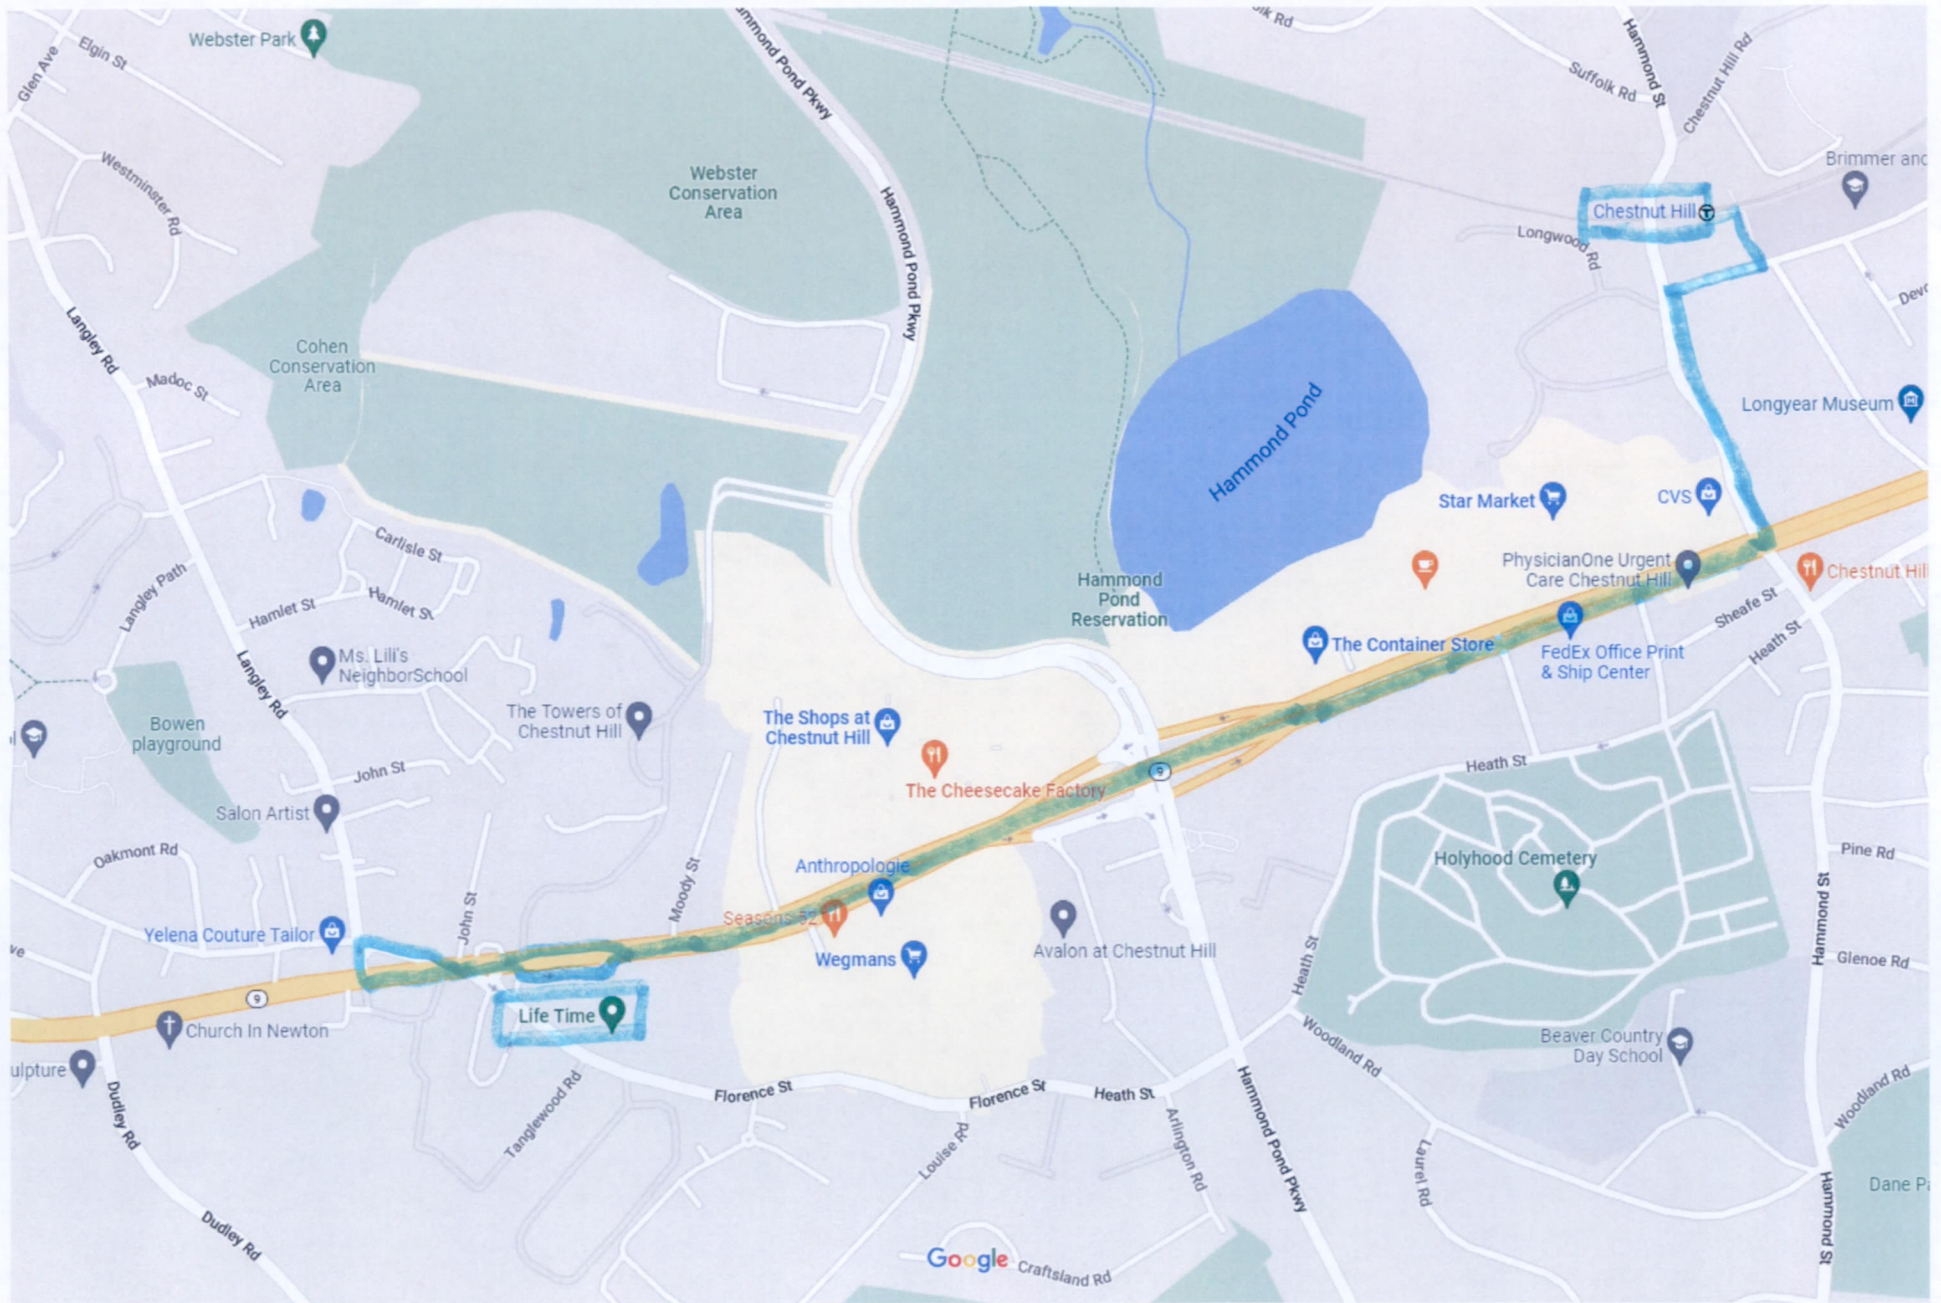 Webster Park
Elgin St
Glen Ave
Westminster Rd
Hammond Pond Pkwy
Webster
Conservation
Area
Hammond Pond Pkwy
Hammond St
Suffolk Rd
Chestnut Hill Rd
Brimmer and
Chestnut Hill
Longwood Rd
Langley Rd
Cohen
Conservation
Area
Madoc St
Hammond Pond
Longyear Museum
Star Market
CVS
Carlisle St
Langley Path
Hamlet St
Hamlet St
PhysicianOne Urgent
Care Chestnut Hill
Chestnut Hil
Hammond
Pond
Reservation
Sheafe St
Heath St
The Container Store
FedEx Office Print
& Ship Center
Ms. Lili's
NeighborSchool
Langley Rd
The Towers of
Chestnut Hill
The Shops at
Chestnut Hill
Bowen
playground
John St
Heath St
9
The Cheesecake Factory
Salon Artist
Oakmont Rd
Holyhood Cemetery
Pine Rd
Anthropologie
Moody St
John St
Seasons 52
Yelena Couture Tailor
Wegmans
Avalon at Chestnut Hill
Heath St
Hammond St
Glenoe Rd
9
Life Time
Church In Newton
Beaver Country
Day School
Woodland Rd
ulpture
Dudley Rd
Tanglewood Rd
Florence St
Florence St
Heath St
Hammond Pond Pkwy
Arlington Rd
Louise Rd
Laurel Rd
Woodland Rd
Dane Pa
Hammond St
Dudley Rd
Google
Craftsland Rd